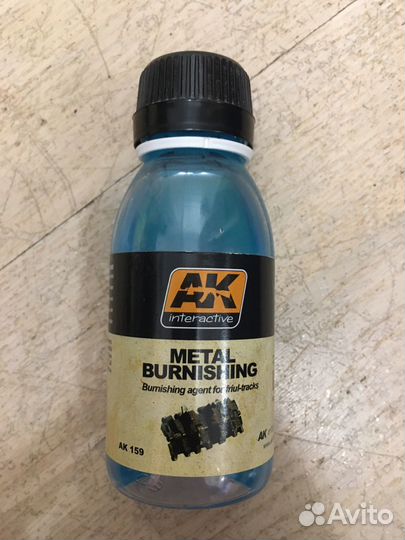 AK
interactive
METAL
BURNISHING
Burnishing agent for friul-tracks
AK
AK 159
Avito